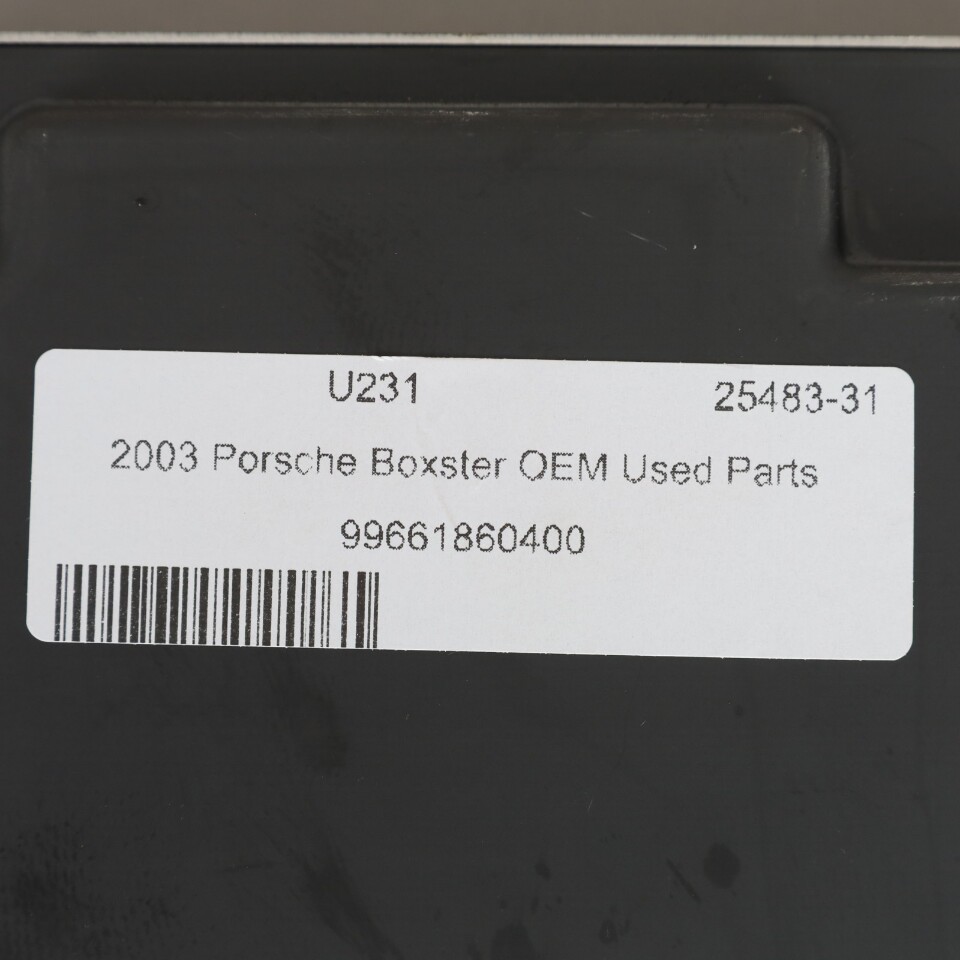 U231 25483-31
2003 Porsche Boxster OEM Used Parts
99661860400